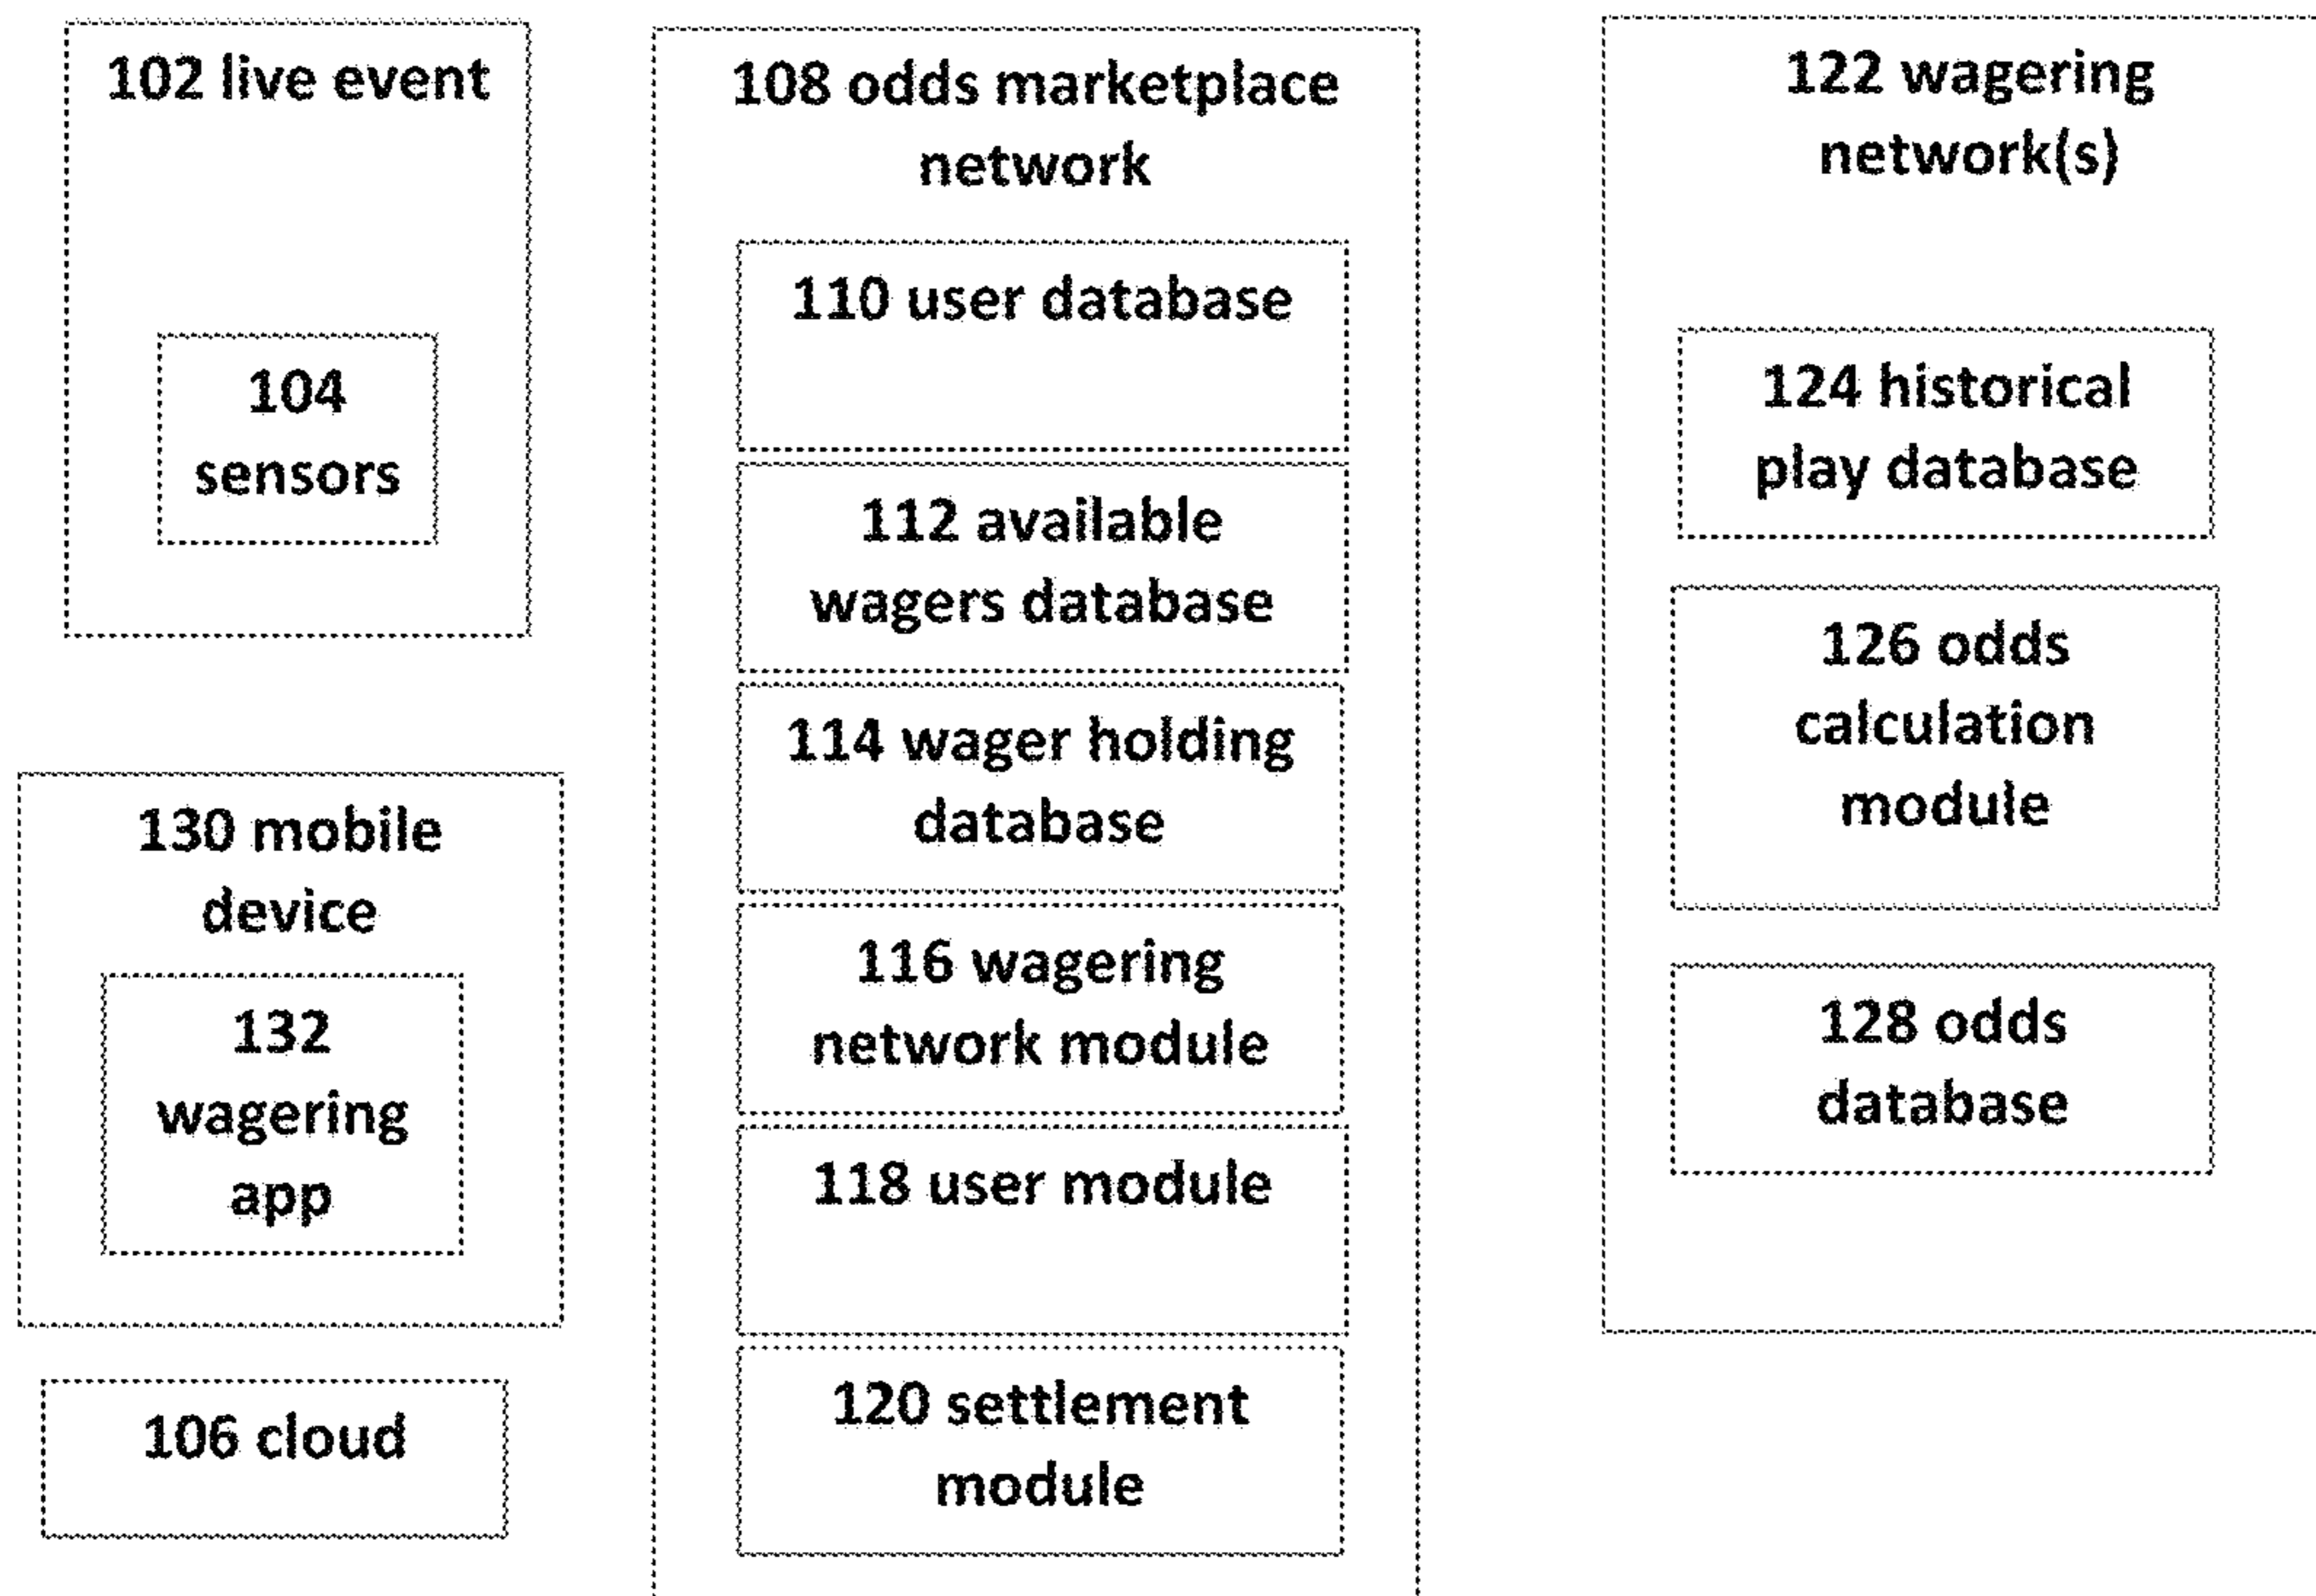 102 live event
104
sensors
130 mobile
device
132
wagering
app
106 cloud
108 odds marketplace
network
110 user database
112 available
wagers database
114 wager holding
database
116 wagering
network module
118 user module
120 settlement
module
122 wagering
network(s)
124 historical
play database
126 odds
calculation
module
128 odds
database